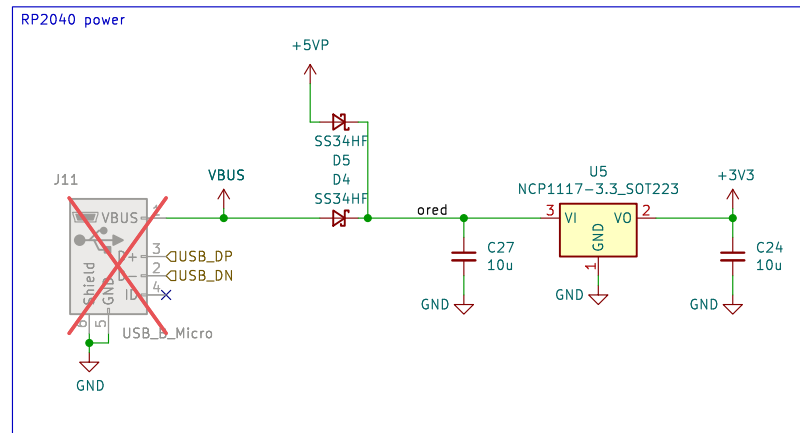 RP2040 power
+5VP
SS34HF
D5
D4
SS34HF
J11
VBUS
VBUS
1
D+
3
USB_DP
D-
2
USB_DN
ID
4
Shield
GND
6
5
USB_B_Micro
GND
ored
C27
10u
GND
U5
NCP1117-3.3_SOT223
3
VI
VO
2
GND
1
GND
+3V3
C24
10u
GND